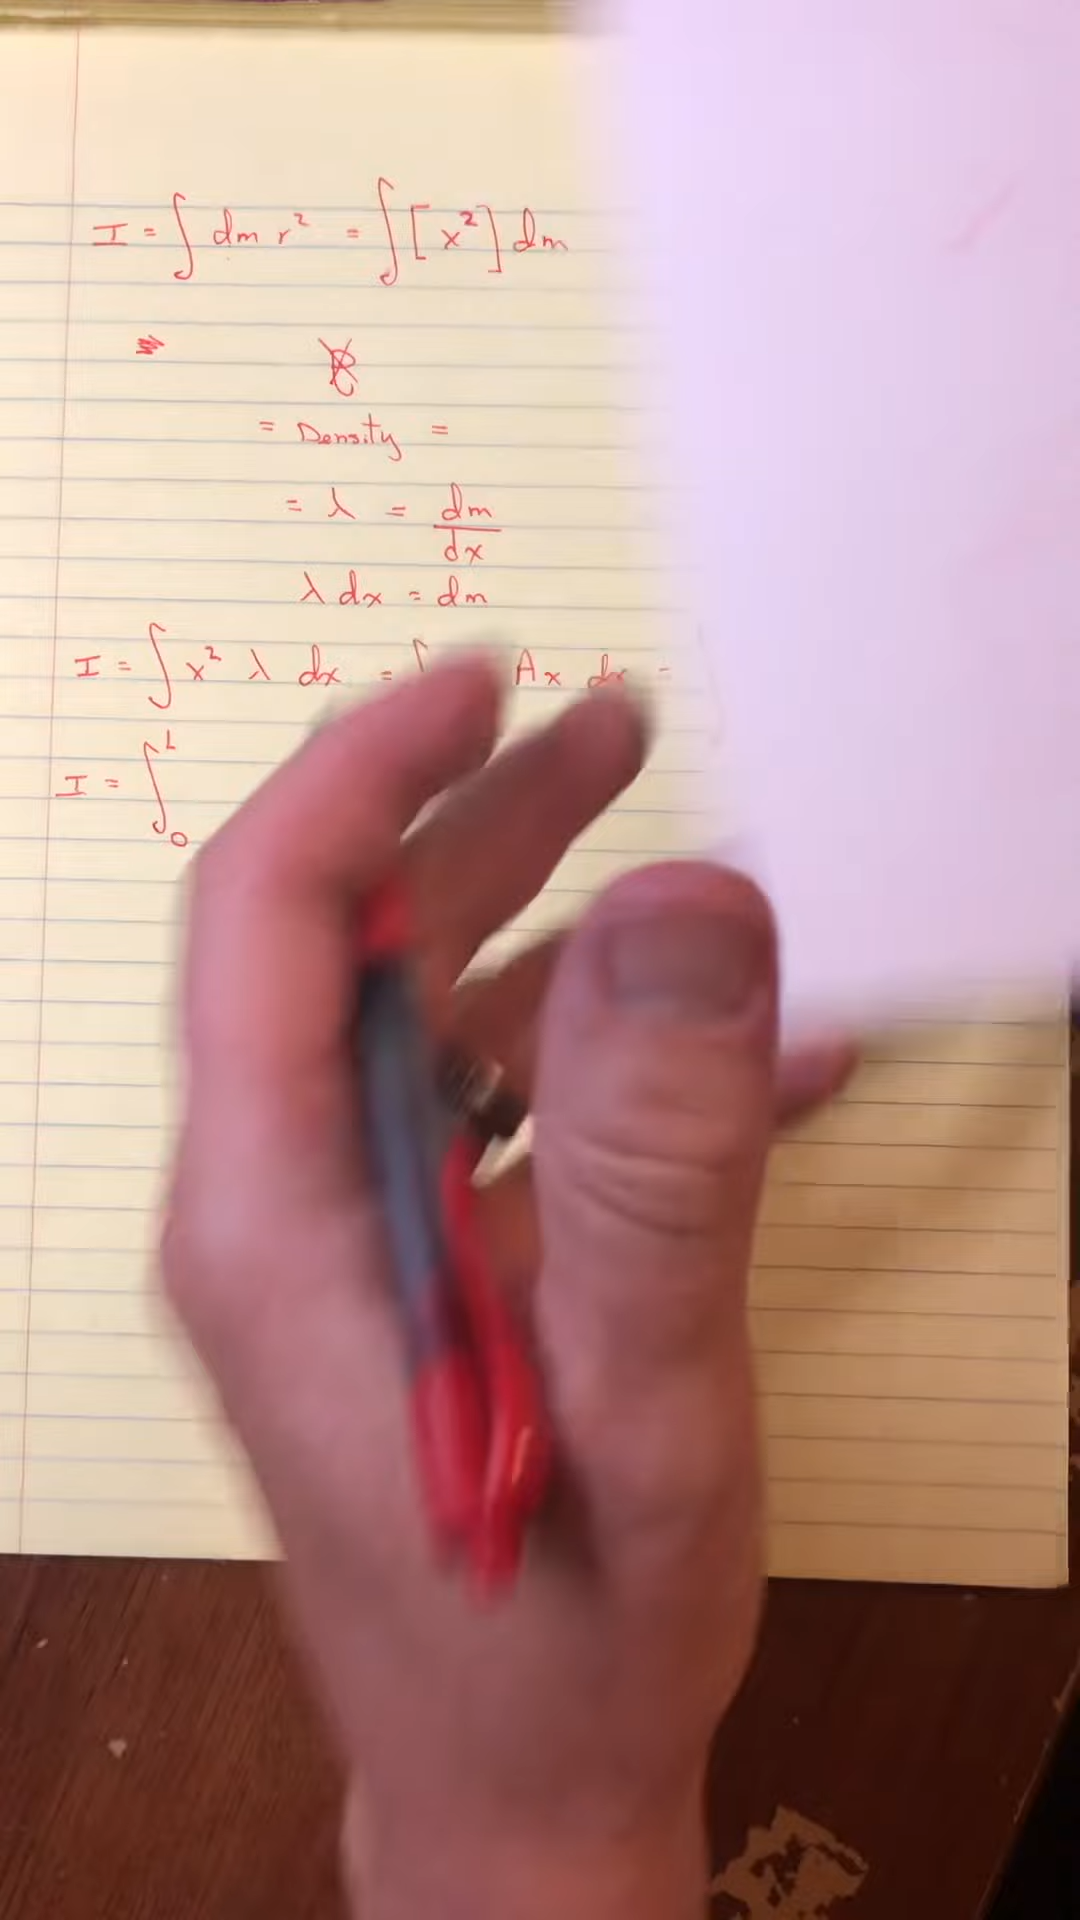 I = ∫ dm r² = ∫ [x²] dm
= Density =
= λ = dm/dx
λ dx = dm
I = ∫ x² λ dx = ∫ Ax dx =
I = ∫₀ᴸ